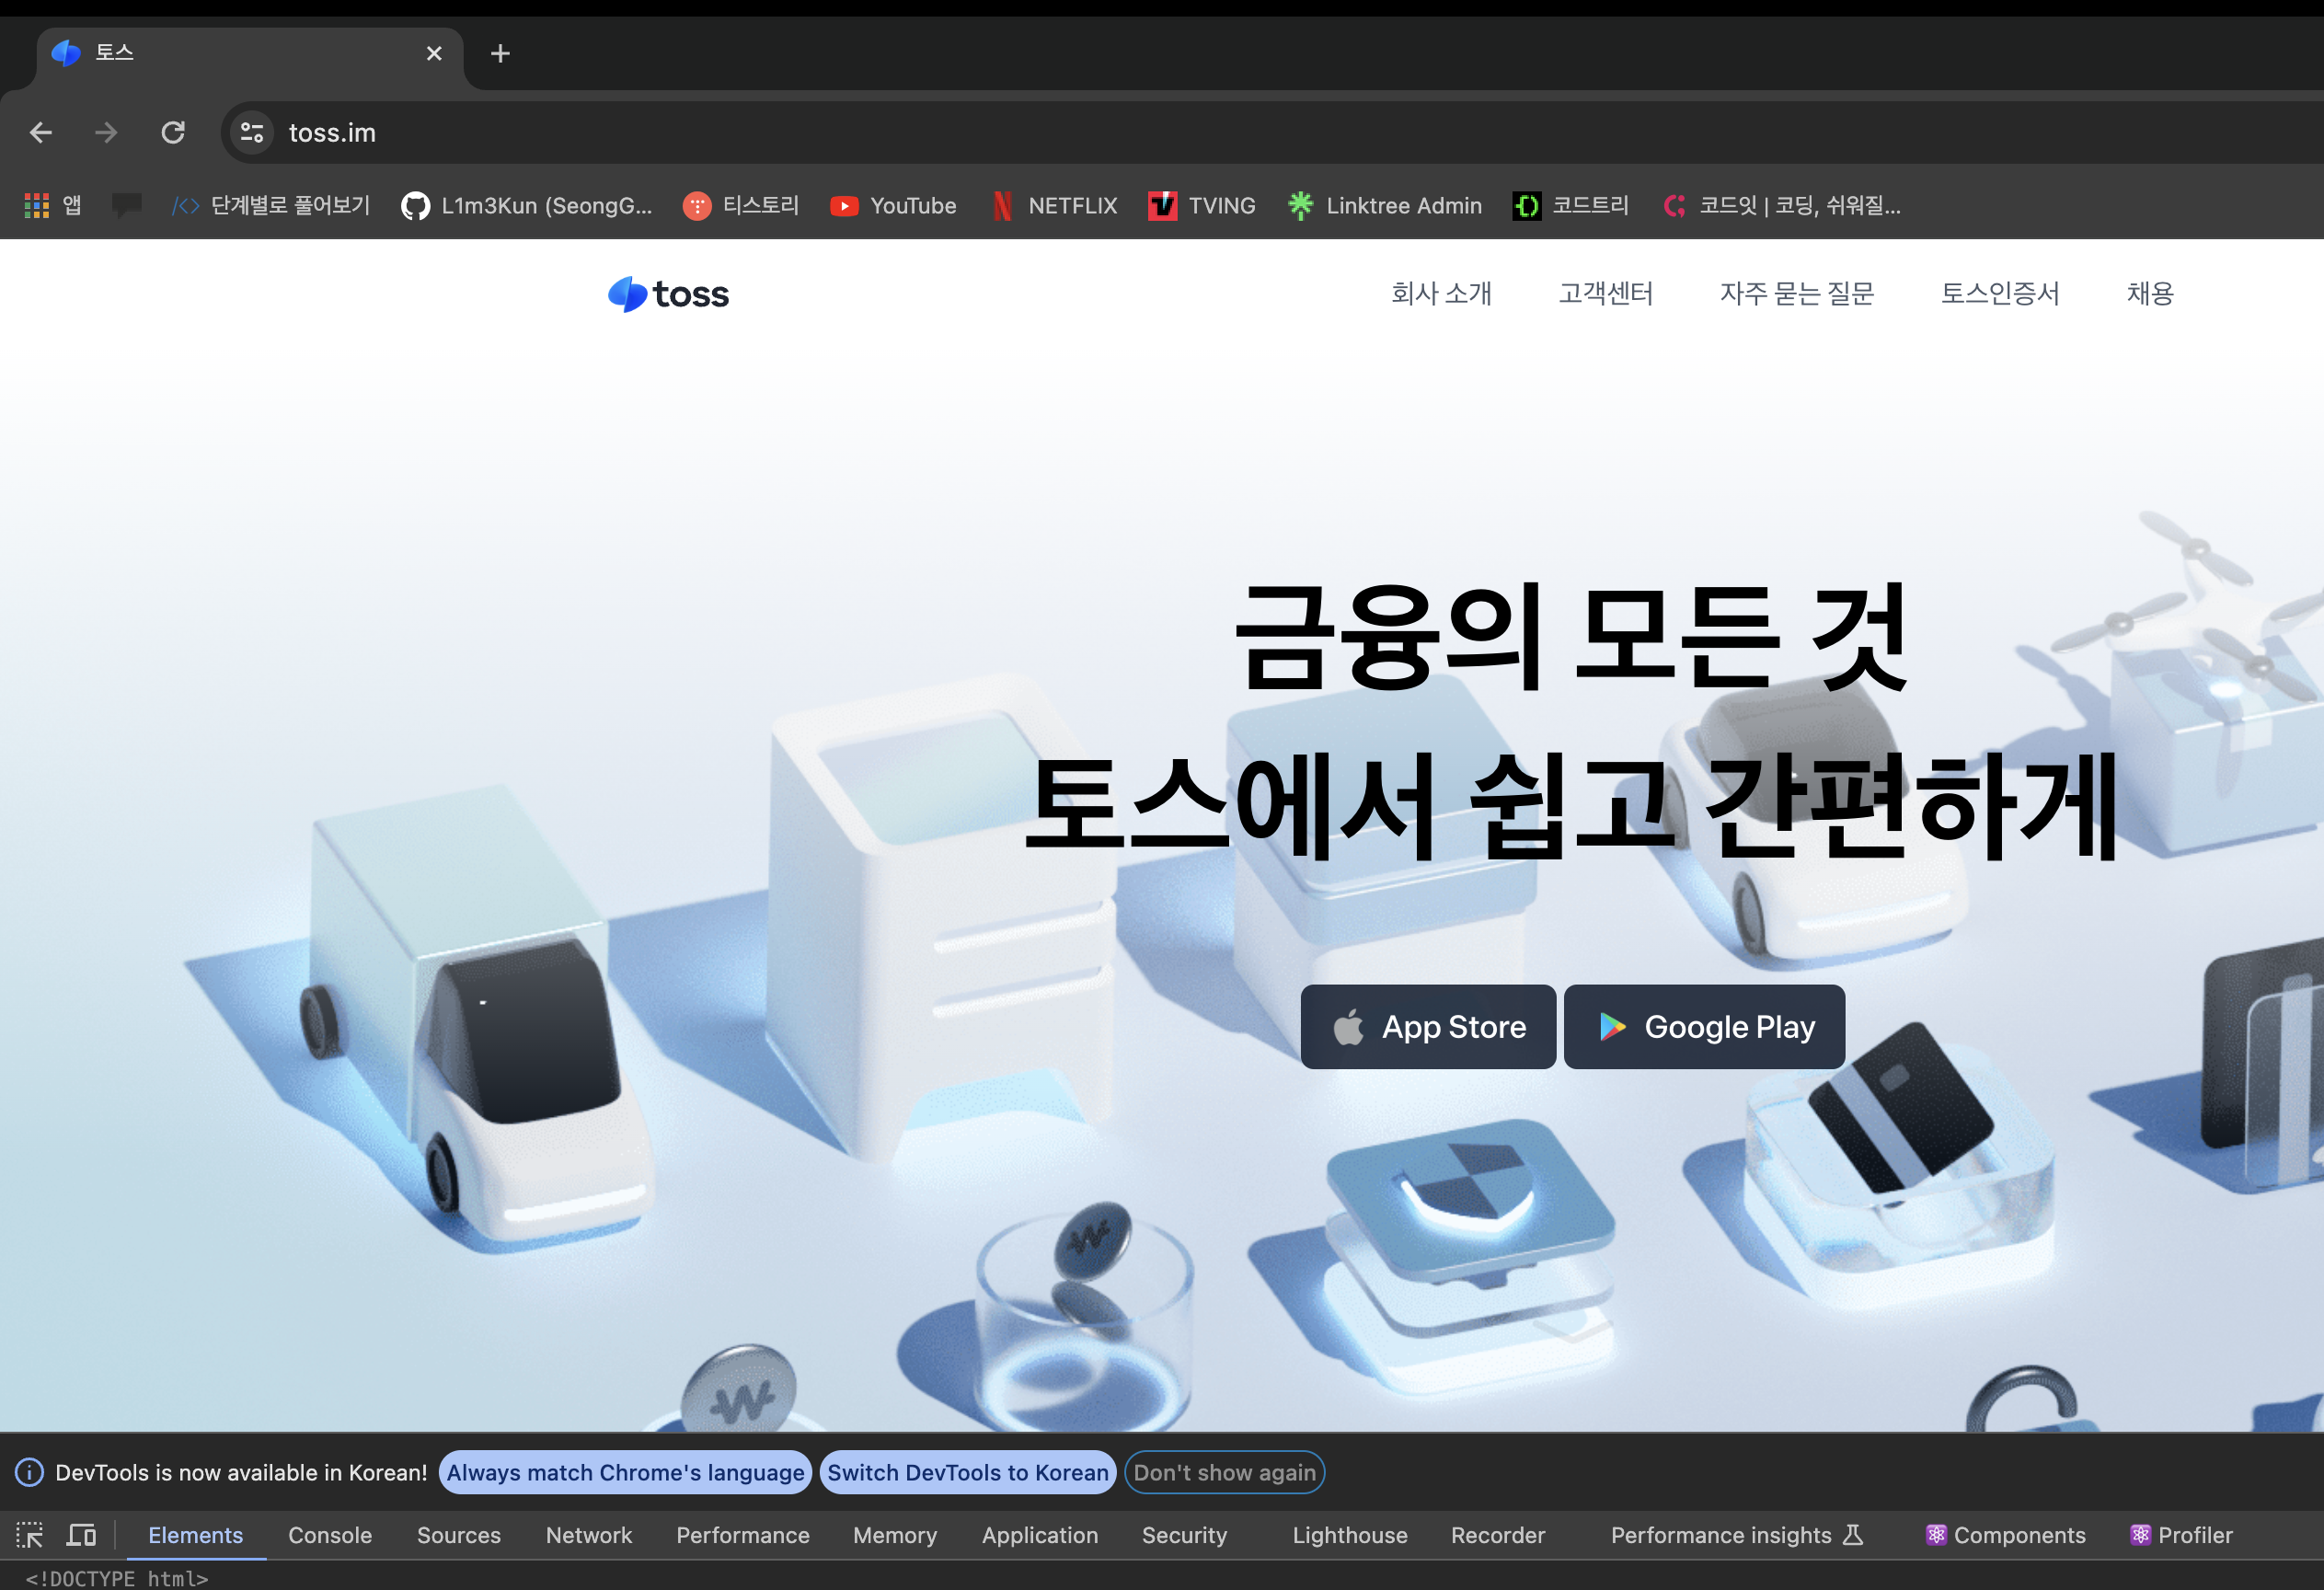 토스
toss.im
앱
단계별로 풀어보기
L1m3Kun (SeongG...
티스토리
YouTube
NETFLIX
TVING
Linktree Admin
코드트리
코드잇 | 코딩, 쉬워질...
toss
회사 소개
고객센터
자주 묻는 질문
토스인증서
채용
금융의 모든 것
토스에서 쉽고 간편하게
App Store
Google Play
DevTools is now available in Korean!
Always match Chrome's language
Switch DevTools to Korean
Don't show again
Elements
Console
Sources
Network
Performance
Memory
Application
Security
Lighthouse
Recorder
Performance insights
Components
Profiler
<!DOCTYPE html>